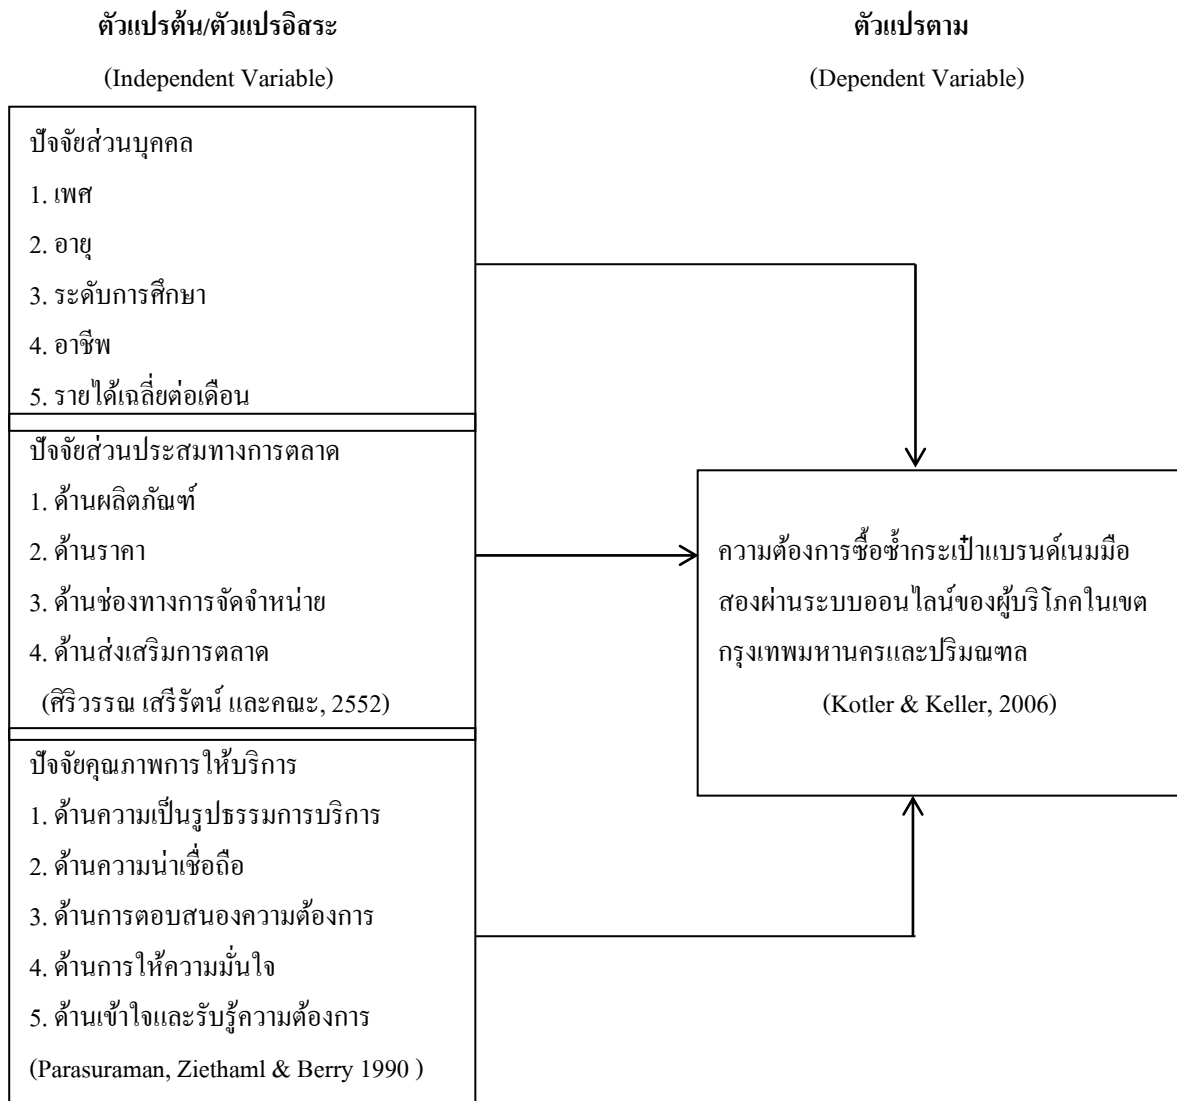 ตัวแปรต้น/ตัวแปรอิสระ
(Independent Variable)
ปัจจัยส่วนบุคคล
1. เพศ
2. อายุ
3. ระดับการศึกษา
4. อาชีพ
5. รายได้เฉลี่ยต่อเดือน
ปัจจัยส่วนประสมทางการตลาด
1. ด้านผลิตภัณฑ์
2. ด้านราคา
3. ด้านช่องทางการจัดจำหน่าย
4. ด้านส่งเสริมการตลาด
(ศิริวรรณ เสรีรัตน์ และคณะ, 2552)
ปัจจัยคุณภาพการให้บริการ
1. ด้านความเป็นรูปธรรมการบริการ
2. ด้านความน่าเชื่อถือ
3. ด้านการตอบสนองความต้องการ
4. ด้านการให้ความมั่นใจ
5. ด้านเข้าใจและรับรู้ความต้องการ
(Parasuraman, Ziethaml & Berry 1990 )
ตัวแปรตาม
(Dependent Variable)
ความต้องการซื้อซ้ำกระเป๋าแบรนด์เนมมือ
สองผ่านระบบออนไลน์ของผู้บริโภคในเขต
กรุงเทพมหานครและปริมณฑล
(Kotler & Keller, 2006)